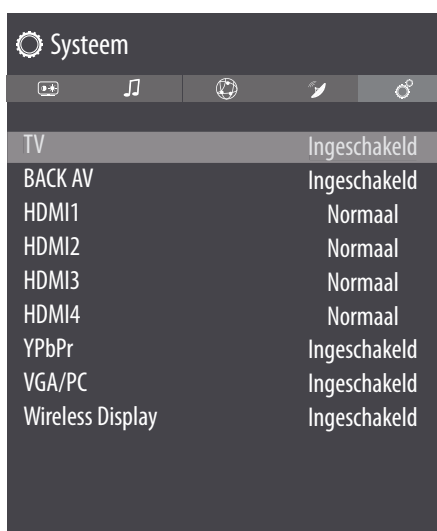 Systeem
TV Ingeschakeld
BACK AV Ingeschakeld
HDMI1 Normaal
HDMI2 Normaal
HDMI3 Normaal
HDMI4 Normaal
YPbPr Ingeschakeld
VGA/PC Ingeschakeld
Wireless Display Ingeschakeld